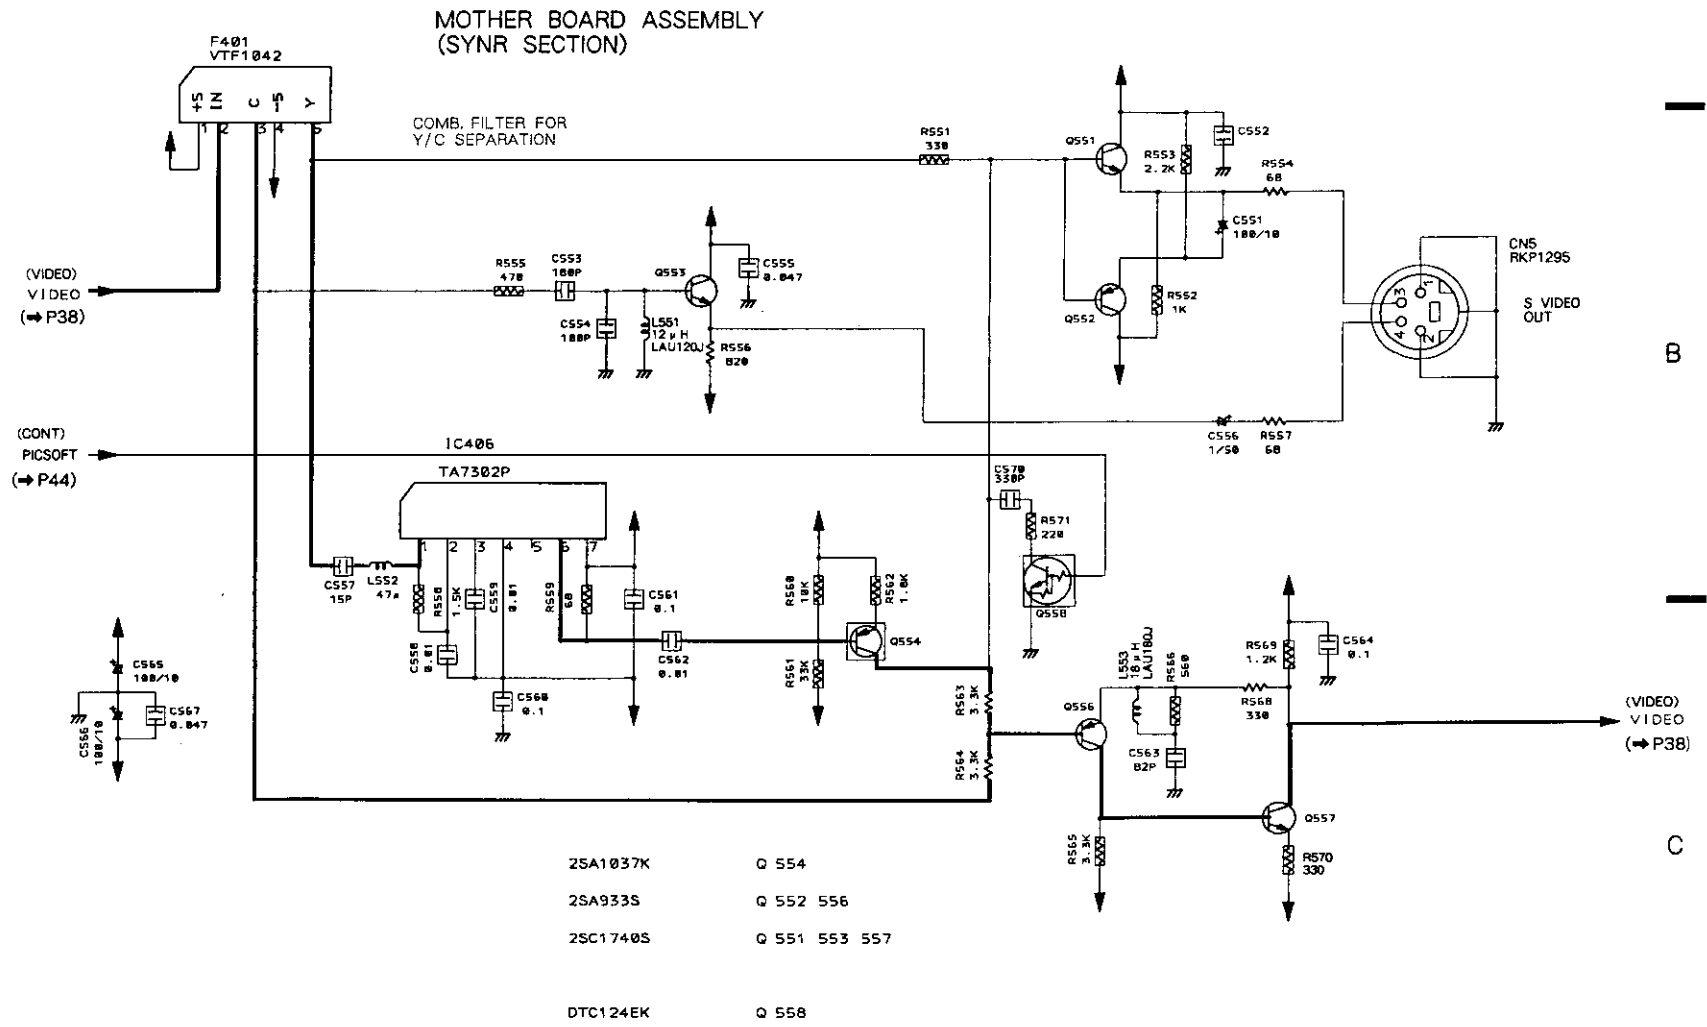 MOTHER BOARD ASSEMBLY
(SYNR SECTION)
F401
VTF1042
+5
IN
C
-5
Y
1
2
3
4
5
COMB. FILTER FOR
Y/C SEPARATION
R551
330
Q551
R553
2.2K
C552
R554
68
C551
100/10
CN5
RKP1295
S VIDEO
OUT
3
1
4
2
(VIDEO)
VIDEO
(➡P38)
R555
470
C553
100P
C554
100P
L551
12μH
LAU120J
Q553
C555
0.047
R556
820
Q552
R552
1K
B
C556
1/50
R557
68
(CONT)
PICSOFT
(➡P44)
IC406
TA7302P
1
2
3
4
5
6
7
C557
15P
L552
47μ
R558
1.5K
C558
0.01
C559
0.01
C560
0.1
R559
68
C561
0.1
C562
0.01
R560
10K
R561
33K
R562
1.8K
Q554
C570
330P
R571
220
Q558
R563
3.3K
R564
3.3K
Q556
L553
18μH
LAU180J
R566
560
C563
82P
R569
1.2K
C564
0.1
R568
330
(VIDEO)
VIDEO
(➡P38)
Q557
R565
3.3K
R570
330
C
C565
100/10
C566
100/10
C567
0.047
2SA1037K Q 554
2SA933S Q 552 556
2SC1740S Q 551 553 557
DTC124EK Q 558